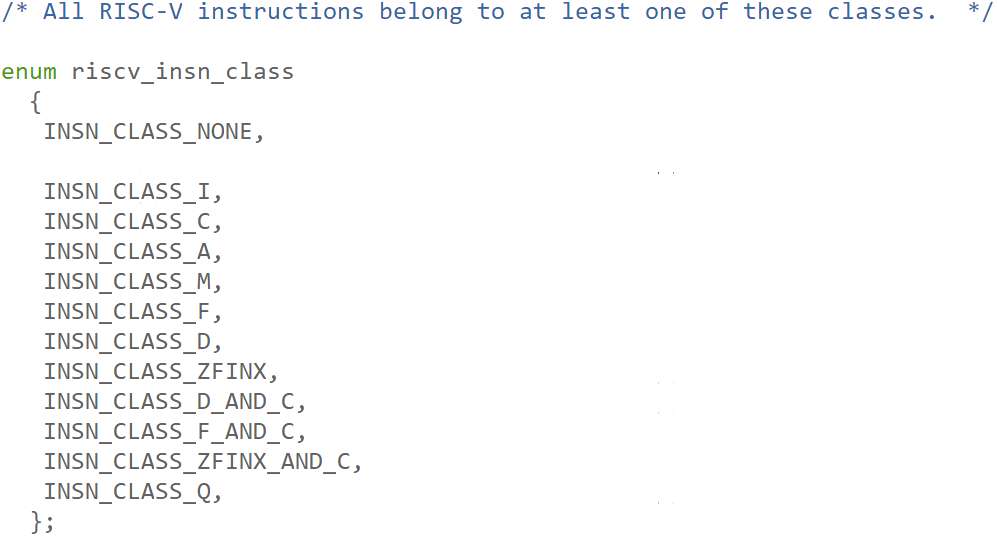 /* All RISC-V instructions belong to at least one of these classes.  */
enum riscv_insn_class
{
INSN_CLASS_NONE,
INSN_CLASS_I,
INSN_CLASS_C,
INSN_CLASS_A,
INSN_CLASS_M,
INSN_CLASS_F,
INSN_CLASS_D,
INSN_CLASS_ZFINX,
INSN_CLASS_D_AND_C,
INSN_CLASS_F_AND_C,
INSN_CLASS_ZFINX_AND_C,
INSN_CLASS_Q,
};